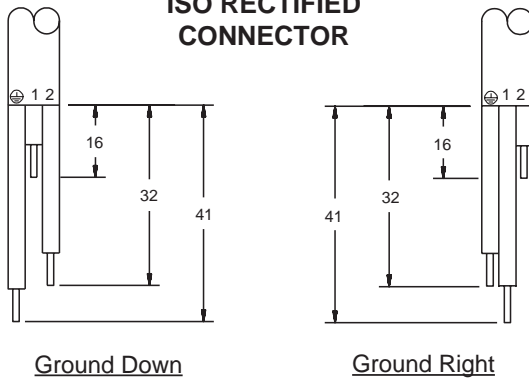 ISO RECTIFIED
CONNECTOR
⏚ 1 2
16
32
41
Ground Down
⏚ 1 2
16
32
41
Ground Right